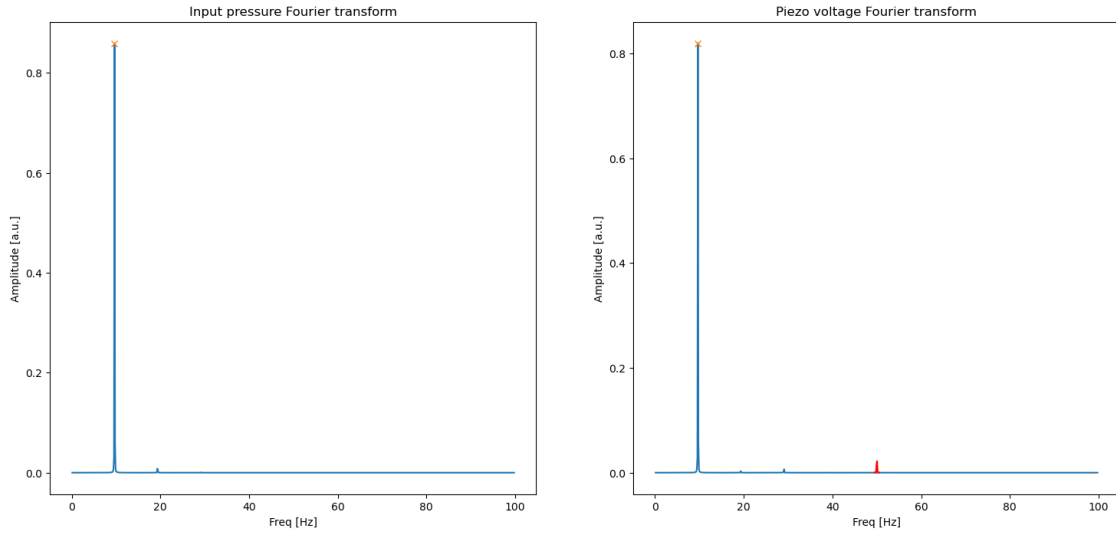 Input pressure Fourier transform
Amplitude [a.u.]
0.8
0.6
0.4
0.2
0.0
0 20 40 60 80 100
Freq [Hz]
Piezo voltage Fourier transform
Amplitude [a.u.]
0.8
0.6
0.4
0.2
0.0
0 20 40 60 80 100
Freq [Hz]